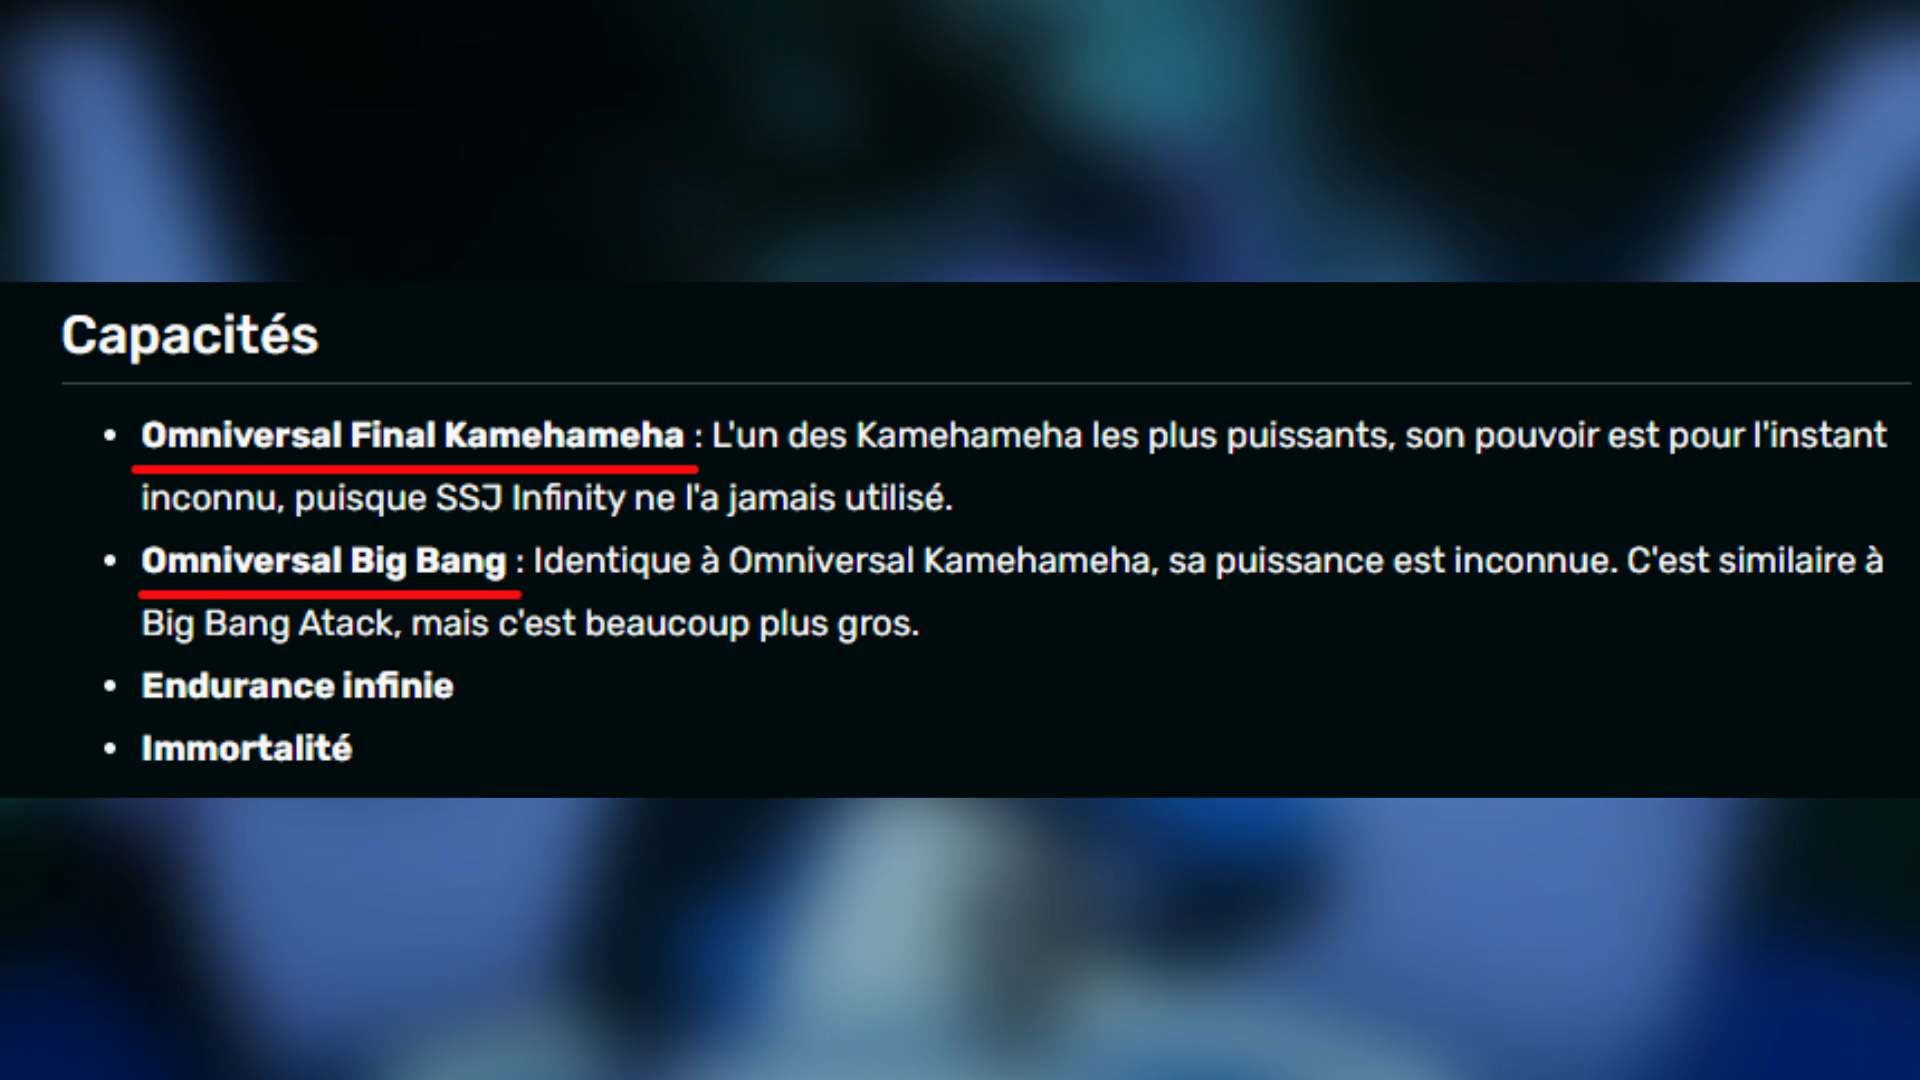 Capacités
• Omniversal Final Kamehameha : L'un des Kamehameha les plus puissants, son pouvoir est pour l'instant
inconnu, puisque SSJ Infinity ne l'a jamais utilisé.
• Omniversal Big Bang : Identique à Omniversal Kamehameha, sa puissance est inconnue. C'est similaire à
Big Bang Atack, mais c'est beaucoup plus gros.
• Endurance infinie
• Immortalité